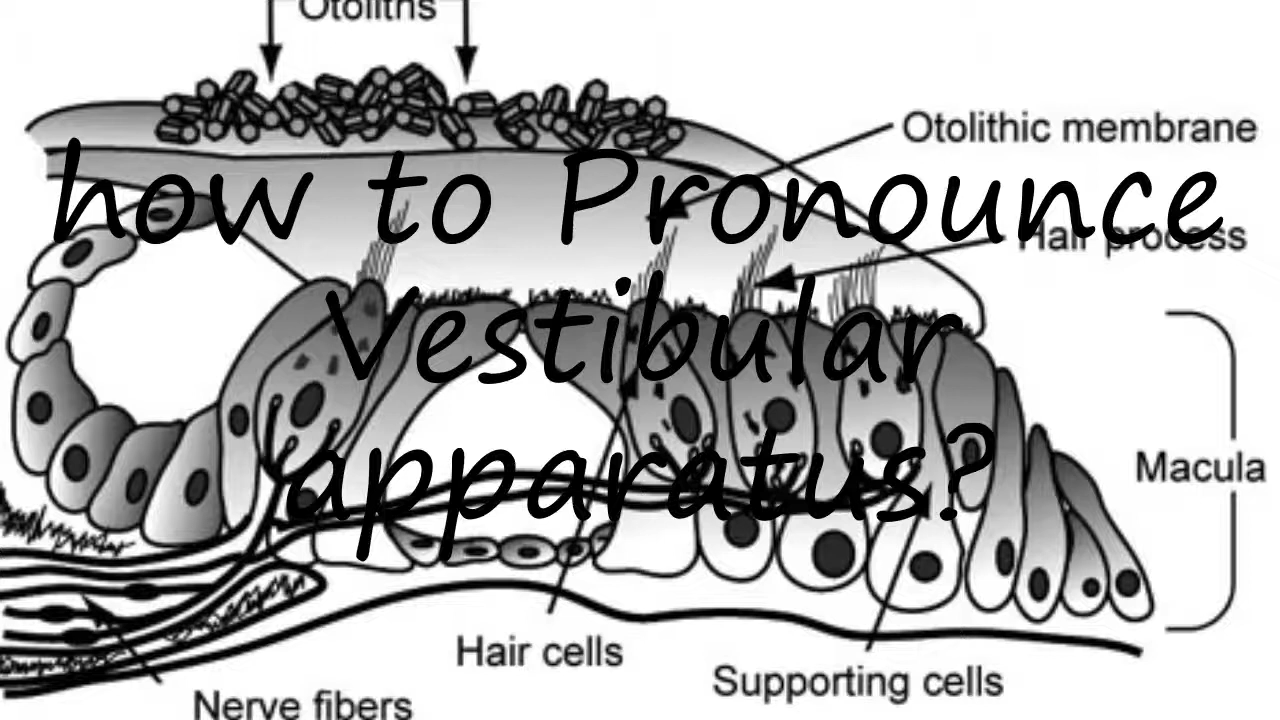 Otoliths
Otolithic membrane
how to Pronounce
Hair process
Vestibular
apparatus?
Macula
Hair cells
Supporting cells
Nerve fibers